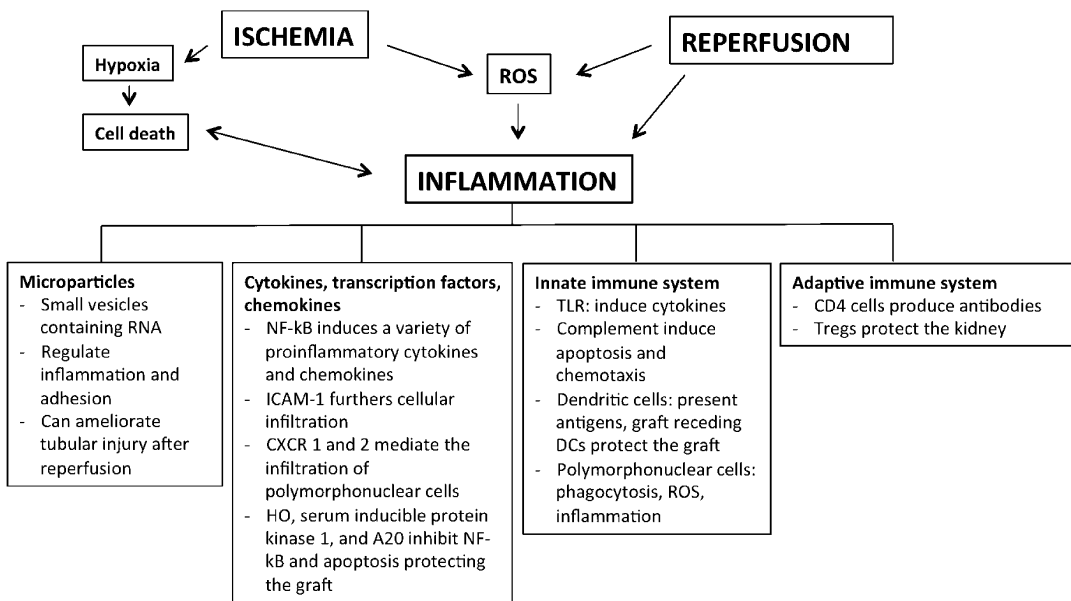 ISCHEMIA
REPERFUSION
Hypoxia
ROS
Cell death
INFLAMMATION
Microparticles
- Small vesicles
containing RNA
- Regulate
inflammation and
adhesion
- Can ameliorate
tubular injury after
reperfusion
Cytokines, transcription factors,
chemokines
- NF-kB induces a variety of
proinflammatory cytokines
and chemokines
- ICAM-1 furthers cellular
infiltration
- CXCR 1 and 2 mediate the
infiltration of
polymorphonuclear cells
- HO, serum inducible protein
kinase 1, and A20 inhibit NF-
kB and apoptosis protecting
the graft
Innate immune system
- TLR: induce cytokines
- Complement induce
apoptosis and
chemotaxis
- Dendritic cells: present
antigens, graft receding
DCs protect the graft
- Polymorphonuclear cells:
phagocytosis, ROS,
inflammation
Adaptive immune system
- CD4 cells produce antibodies
- Tregs protect the kidney